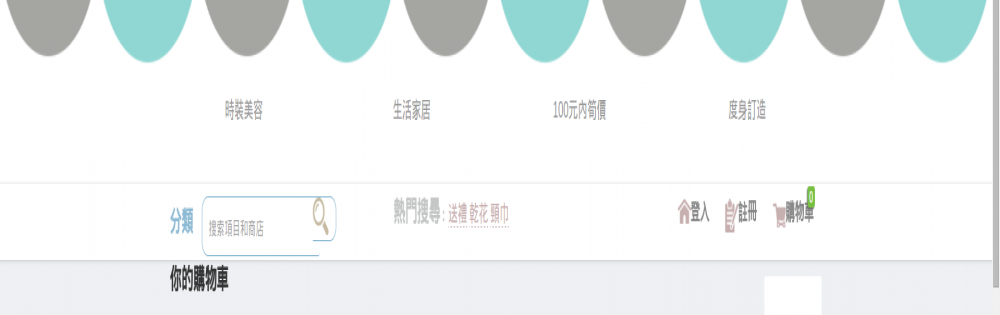 時裝美容 生活家居 100元內筍價 度身訂造
分類 搜索項目和商店 熱門搜尋: 送禮 乾花 頸巾 登入 註冊 購物車 0
你的購物車